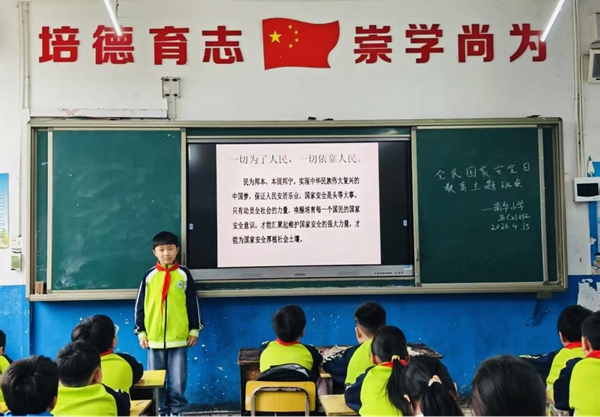 培德育志 崇学尚为
一切为了人民，一切依靠人民。
民为邦本，本固邦宁，实现中华民族伟大复兴的
中国梦，保证人民安居乐业，国家安全是头等大事。
只有动员全社会的力量，唤醒培育每一个国民的国家
安全意识，才能汇聚起维护国家安全的强大力量，才
能为国家安全厚植社会土壤。
全民国家安全日
教育主题班会
小学
五(2)班
4.15